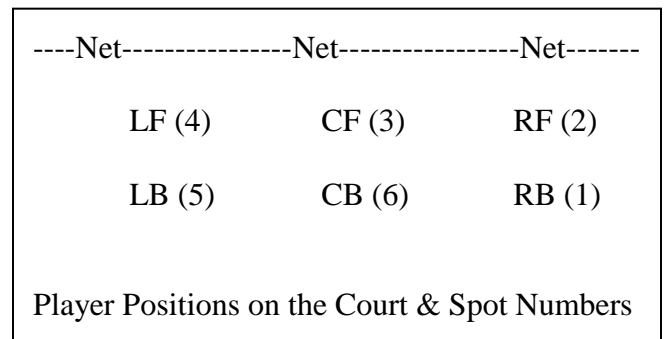 ----Net---------------Net-----------------Net-------
LF (4) CF (3) RF (2)
LB (5) CB (6) RB (1)
Player Positions on the Court & Spot Numbers